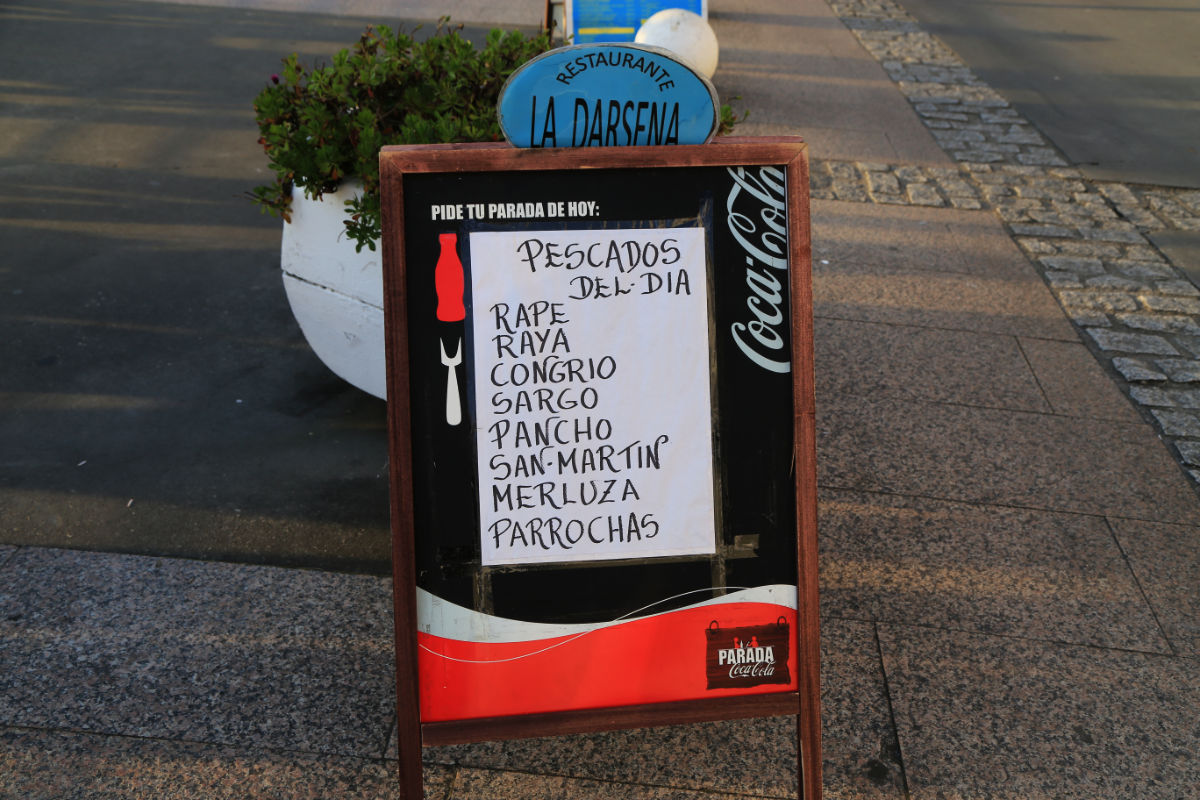 RESTAURANTE
LA DARSENA
PIDE TU PARADA DE HOY:
Coca-Cola
PESCADOS
DEL-DIA
RAPE
RAYA
CONGRIO
SARGO
PANCHO
SAN-MARTIN
MERLUZA
PARROCHAS
PARADA
Coca-Cola